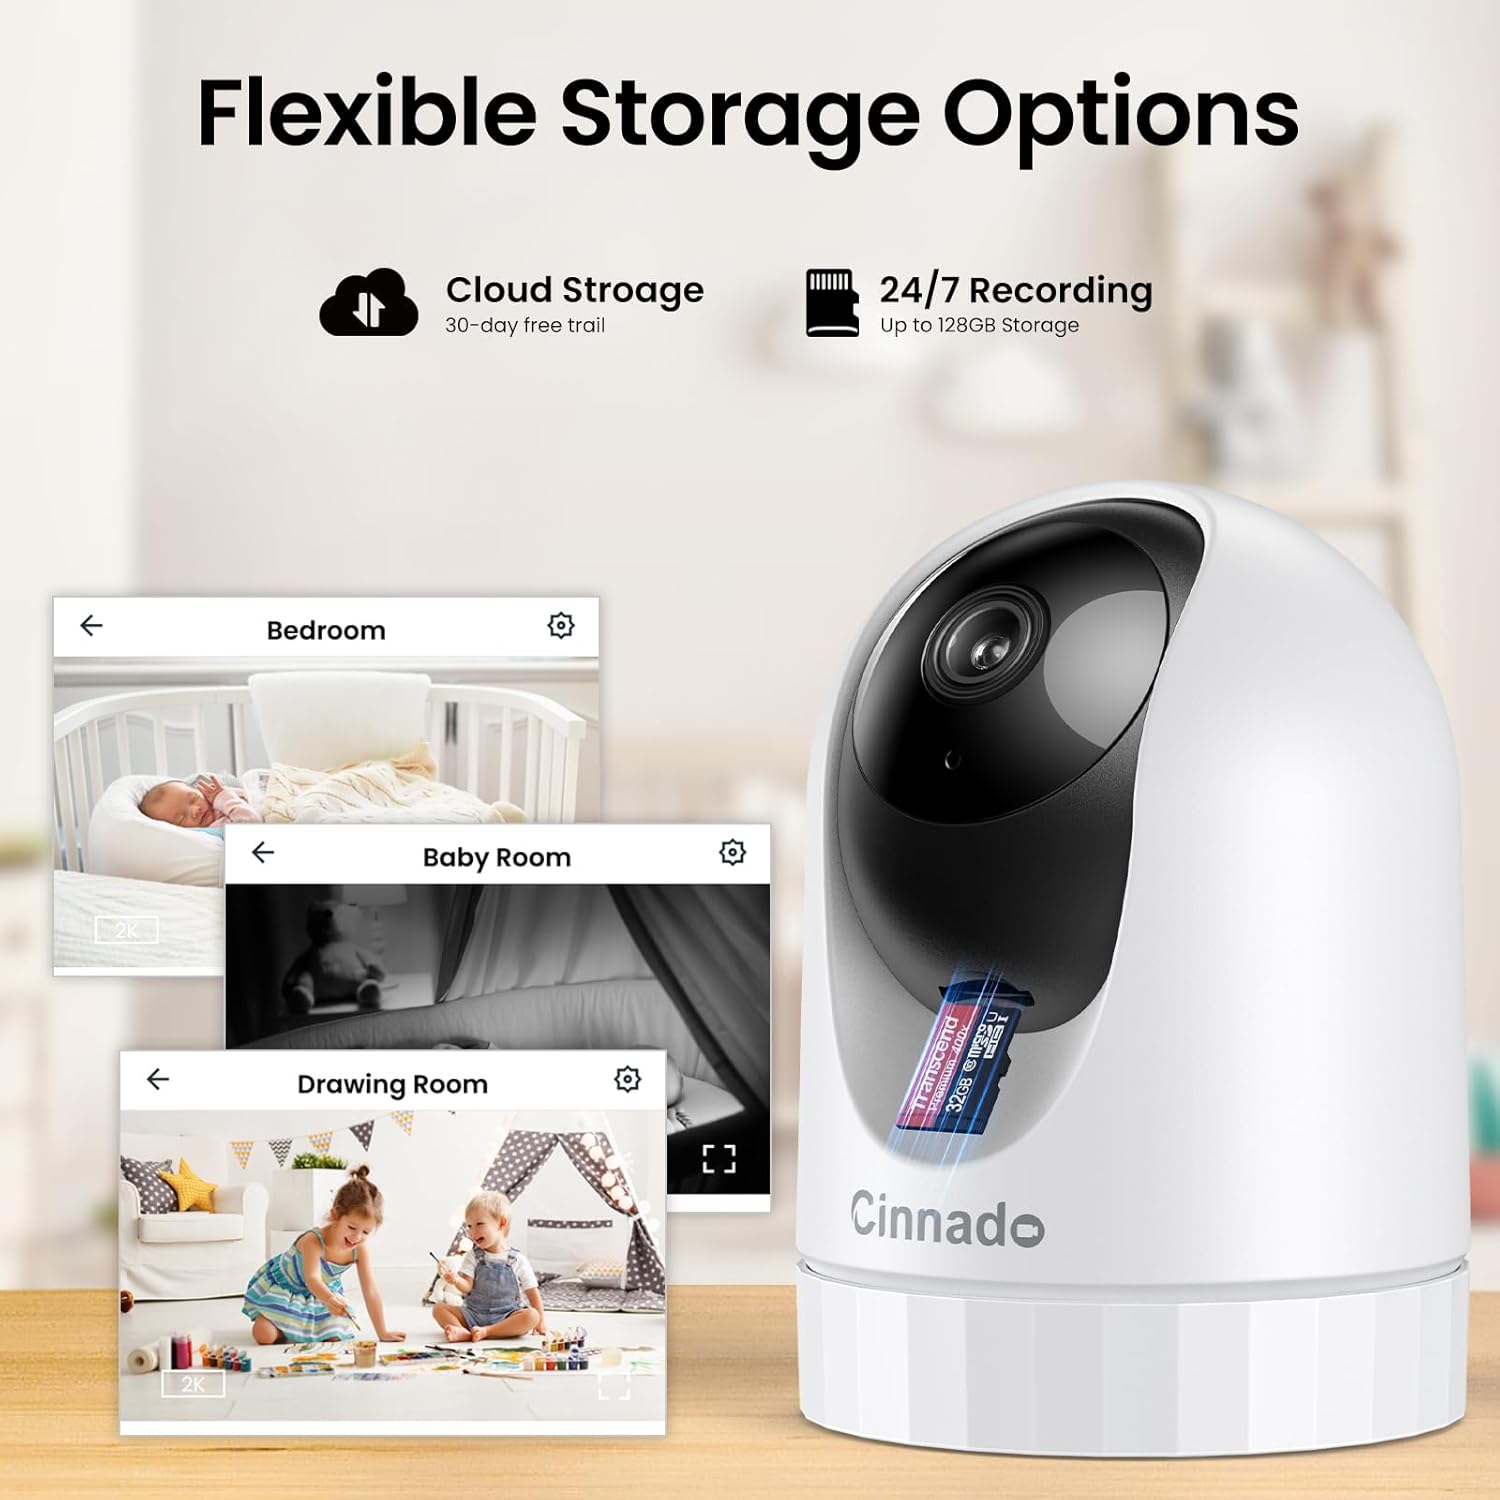 Flexible Storage Options
Cloud Stroage
30-day free trail
24/7 Recording
Up to 128GB Storage
Bedroom
2K
Baby Room
Drawing Room
2K
Transcend
Premium 400x
32GB
micro
Cinnado